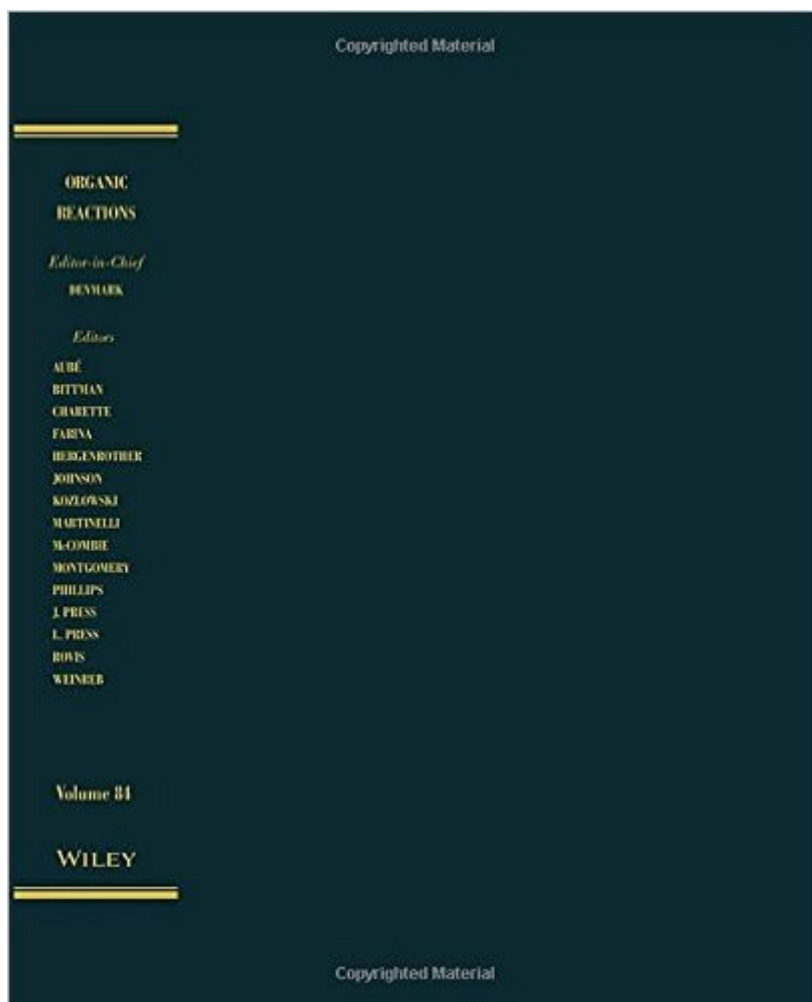 Copyrighted Material
ORGANIC
REACTIONS
Editor-in-Chief
DENMARK
Editors
AUBÉ
BITTMAN
CHARETTE
FARINA
HERGENROTHER
JOHNSON
KOZLOWSKI
MARTINELLI
McCOMBIE
MONTGOMERY
PHILLIPS
J. PRESS
L. PRESS
ROVIS
WEINREB
Volume 84
WILEY
Copyrighted Material